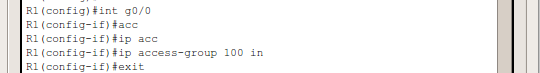 R1(config)#int g0/0
R1(config-if)#acc
R1(config-if)#ip acc
R1(config-if)#ip access-group 100 in
R1(config-if)#exit